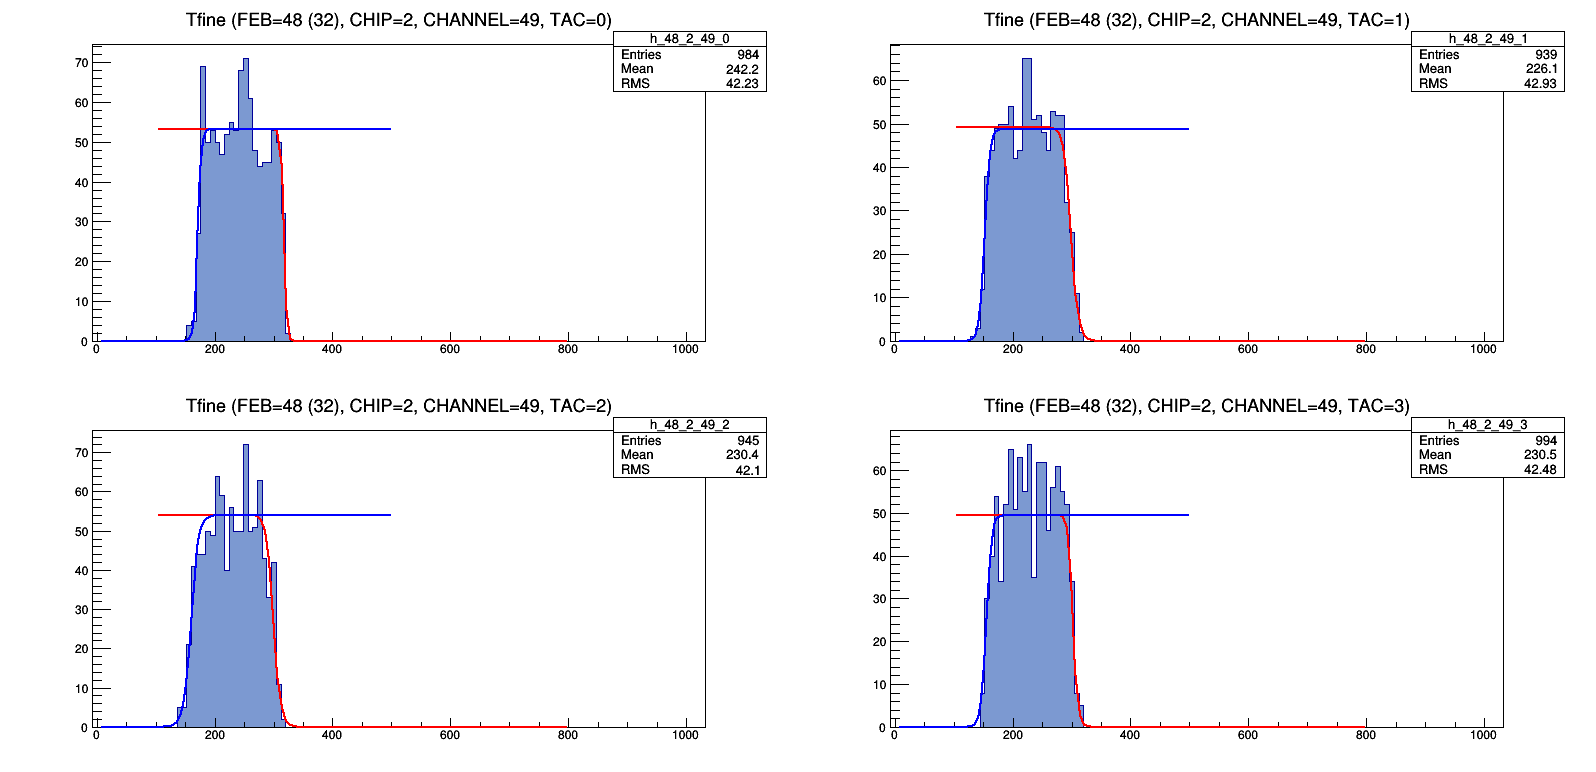 Tfine (FEB=48 (32), CHIP=2, CHANNEL=49, TAC=0)
h_48_2_49_0
Entries 984
Mean 242.2
RMS 42.23
70
60
50
40
30
20
10
0
0 200 400 600 800 1000
Tfine (FEB=48 (32), CHIP=2, CHANNEL=49, TAC=1)
h_48_2_49_1
Entries 939
Mean 226.1
RMS 42.93
60
50
40
30
20
10
0
0 200 400 600 800 1000
Tfine (FEB=48 (32), CHIP=2, CHANNEL=49, TAC=2)
h_48_2_49_2
Entries 945
Mean 230.4
RMS 42.1
70
60
50
40
30
20
10
0
0 200 400 600 800 1000
Tfine (FEB=48 (32), CHIP=2, CHANNEL=49, TAC=3)
h_48_2_49_3
Entries 994
Mean 230.5
RMS 42.48
60
50
40
30
20
10
0
0 200 400 600 800 1000